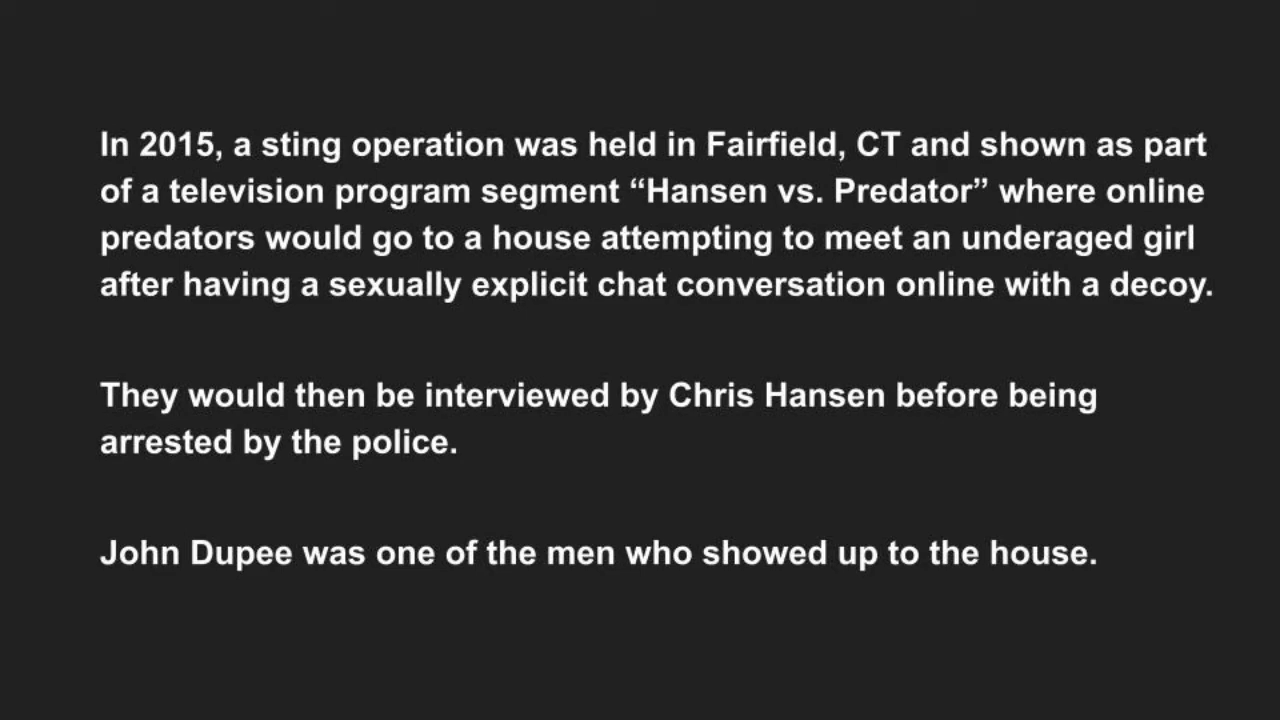 In 2015, a sting operation was held in Fairfield, CT and shown as part
of a television program segment “Hansen vs. Predator” where online
predators would go to a house attempting to meet an underaged girl
after having a sexually explicit chat conversation online with a decoy.
They would then be interviewed by Chris Hansen before being
arrested by the police.
John Dupee was one of the men who showed up to the house.